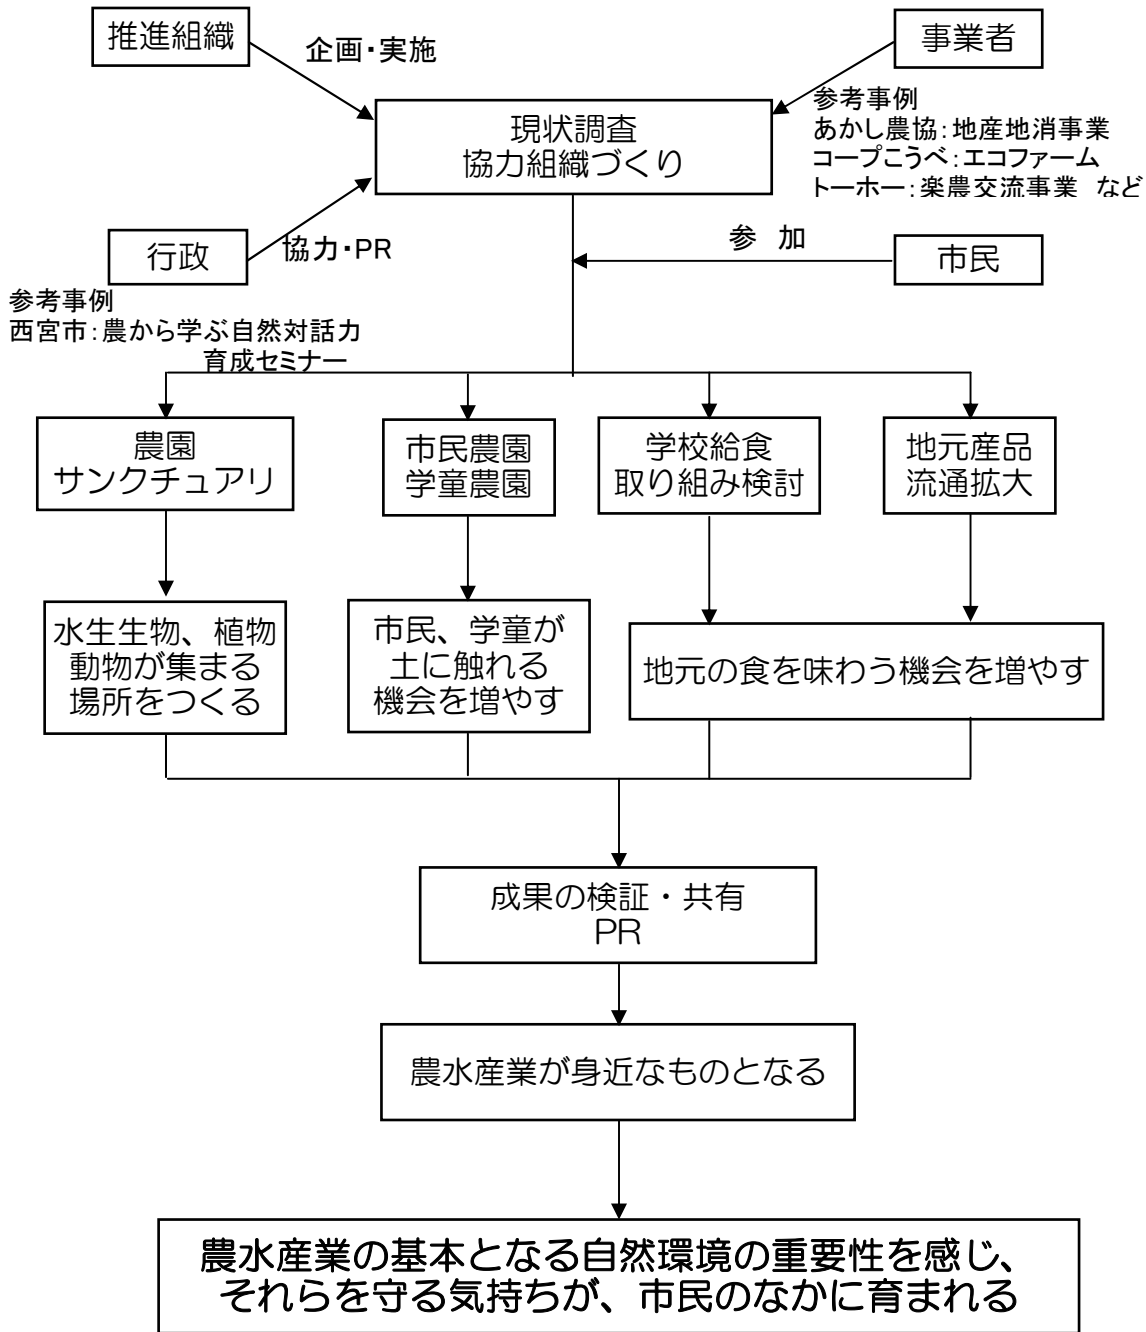 推進組織
企画・実施
事業者
現状調査
協力組織づくり
参考事例
あかし農協：地産地消事業
コープこうべ：エコファーム
トーホー：楽農交流事業　など
行政
協力・PR
参　加
市民
参考事例
西宮市：農から学ぶ自然対話力
育成セミナー
農園
サンクチュアリ
市民農園
学童農園
学校給食
取り組み検討
地元産品
流通拡大
水生生物、植物
動物が集まる
場所をつくる
市民、学童が
土に触れる
機会を増やす
地元の食を味わう機会を増やす
成果の検証・共有
PR
農水産業が身近なものとなる
農水産業の基本となる自然環境の重要性を感じ、
それらを守る気持ちが、市民のなかに育まれる